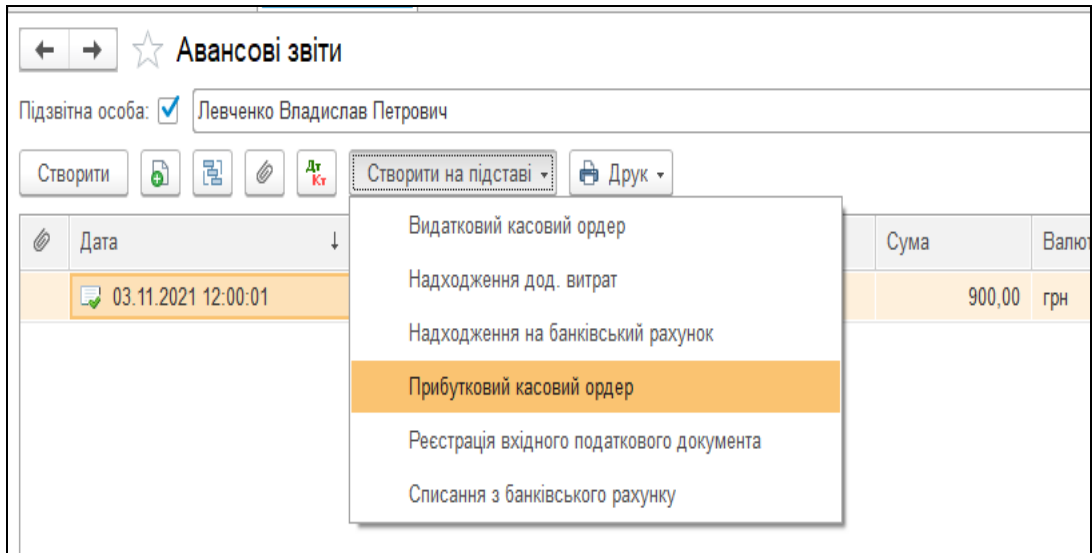 Авансові звіти
Підзвітна особа: Левченко Владислав Петрович
Створити Дт Кт Створити на підставі Друк
Дата ↓ Сума Валют
03.11.2021 12:00:01 900,00 грн
Видатковий касовий ордер
Надходження дод. витрат
Надходження на банківський рахунок
Прибутковий касовий ордер
Реєстрація вхідного податкового документа
Списання з банківського рахунку